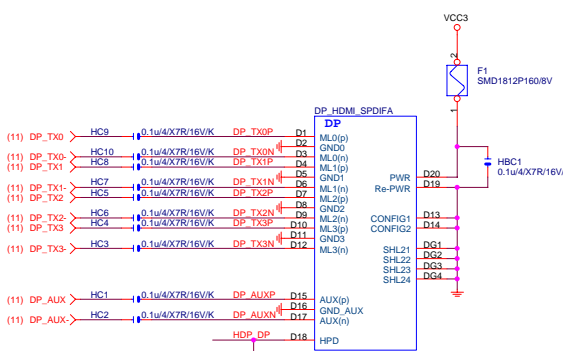 VCC3
2
F1
SMD1812P160/8V
1
DP_HDMI_SPDIFA
DP
(11) DP_TX0 HC9 0.1u/4/X7R/16V/K DP_TX0P D1 ML0(p)
D2 GND0
(11) DP_TX0- HC10 0.1u/4/X7R/16V/K DP_TX0N D3 ML0(n)
(11) DP_TX1 HC8 0.1u/4/X7R/16V/K DP_TX1P D4 ML1(p)
D5 GND1
(11) DP_TX1- HC7 0.1u/4/X7R/16V/K DP_TX1N D6 ML1(n)
(11) DP_TX2 HC5 0.1u/4/X7R/16V/K DP_TX2P D7 ML2(p)
D8 GND2
(11) DP_TX2- HC6 0.1u/4/X7R/16V/K DP_TX2N D9 ML2(n)
(11) DP_TX3 HC4 0.1u/4/X7R/16V/K DP_TX3P D10 ML3(p)
D11 GND3
(11) DP_TX3- HC3 0.1u/4/X7R/16V/K DP_TX3N D12 ML3(n)
(11) DP_AUX HC1 0.1u/4/X7R/16V/K DP_AUXP D15 AUX(p)
D16 GND_AUX
(11) DP_AUX- HC2 0.1u/4/X7R/16V/K DP_AUXN D17 AUX(n)
HDP_DP D18 HPD
PWR D20
Re-PWR D19
CONFIG1 D13
CONFIG2 D14
SHL21 DG1
SHL22 DG2
SHL23 DG3
SHL24 DG4
HBC1
0.1u/4/X7R/16V/